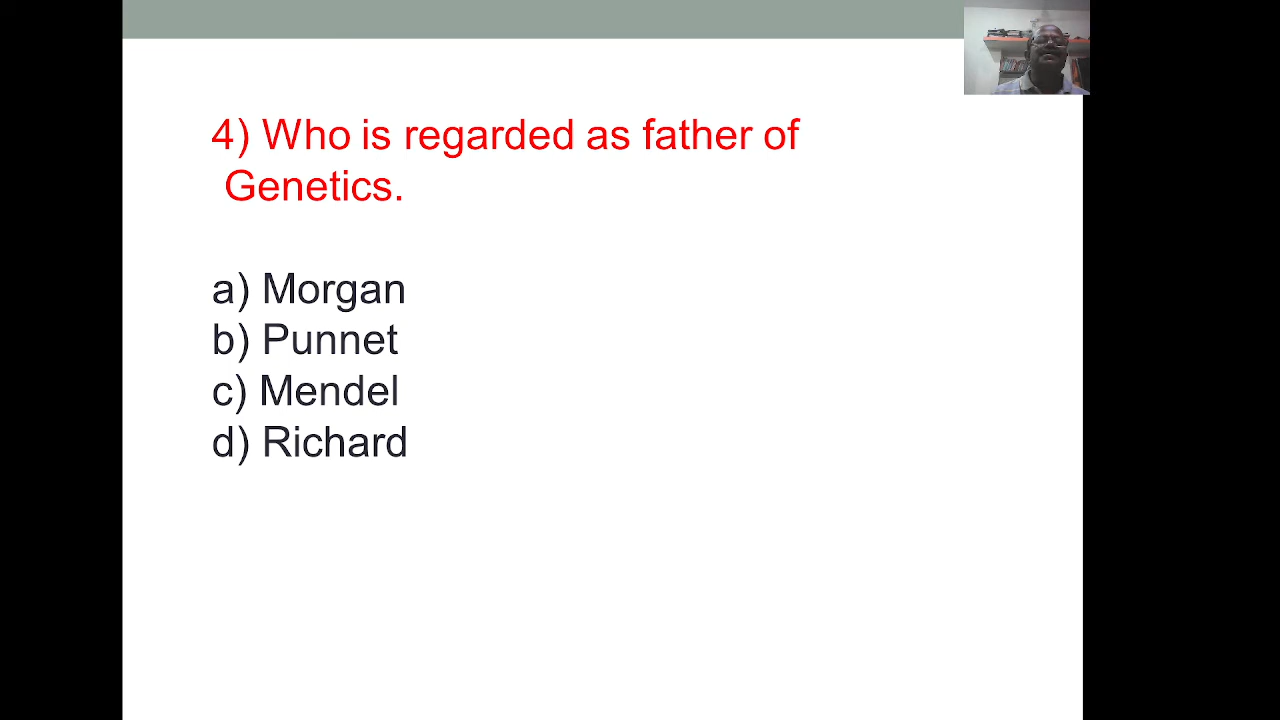 4) Who is regarded as father of
Genetics.
a) Morgan
b) Punnet
c) Mendel
d) Richard